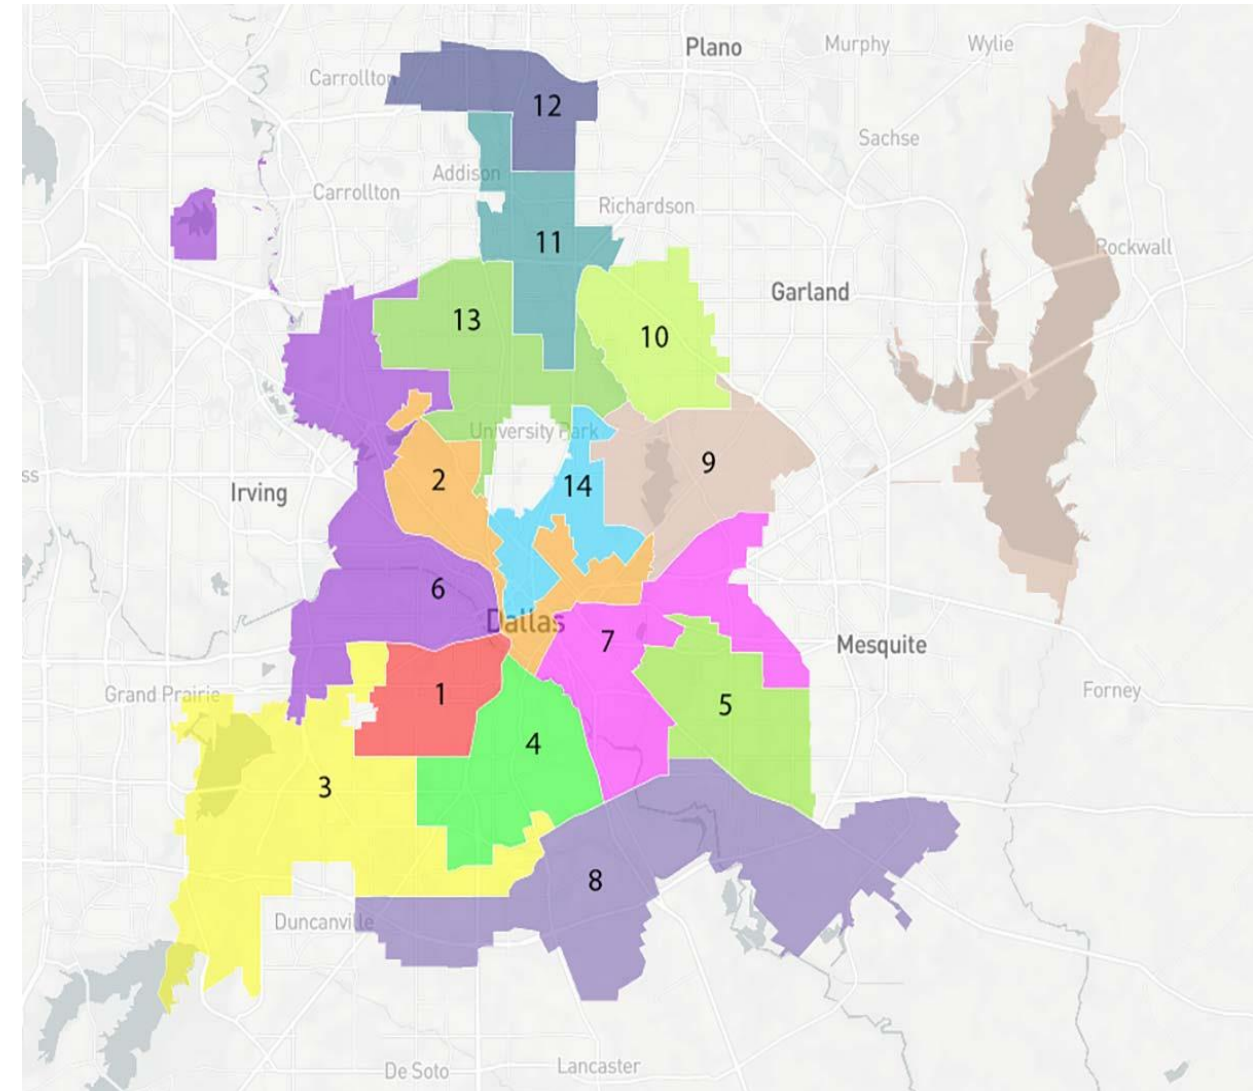 Plano
Murphy
Wylie
Carrollton
12
Sachse
Addison
Carrollton
Richardson
11
Rockwall
Garland
13
10
University Park
9
2
14
Irving
ss
6
Dallas
7
Mesquite
Grand Prairie
1
5
Forney
4
3
8
Duncanville
De Soto
Lancaster